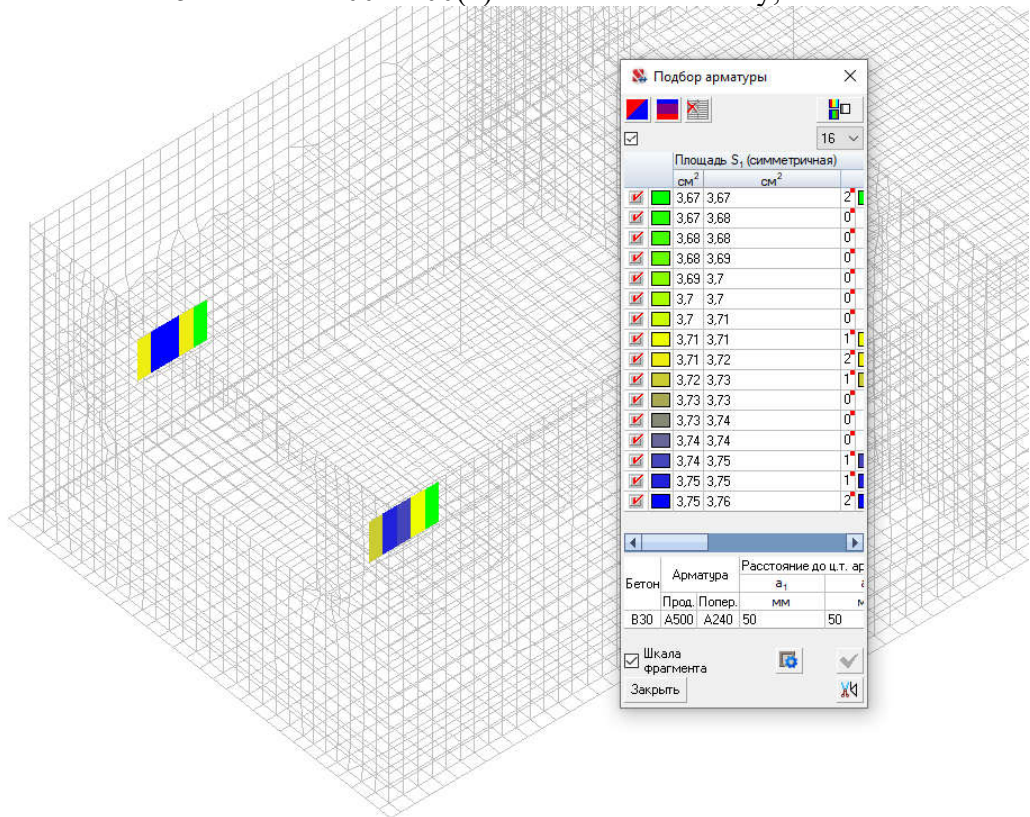 Подбор арматуры
16
Площадь S₁ (симметричная)
см² см²
3,67 3,67 2
3,67 3,68 0
3,68 3,68 0
3,68 3,69 0
3,69 3,7 0
3,7 3,7 0
3,7 3,71 0
3,71 3,71 1
3,71 3,72 2
3,72 3,73 1
3,73 3,73 0
3,73 3,74 0
3,74 3,74 0
3,74 3,75 1
3,75 3,75 1
3,75 3,76 2
Бетон Арматура Расстояние до ц.т. ар
a₁
Прод. Попер. мм
B30 A500 A240 50 50
Шкала
фрагмента
Закрыть